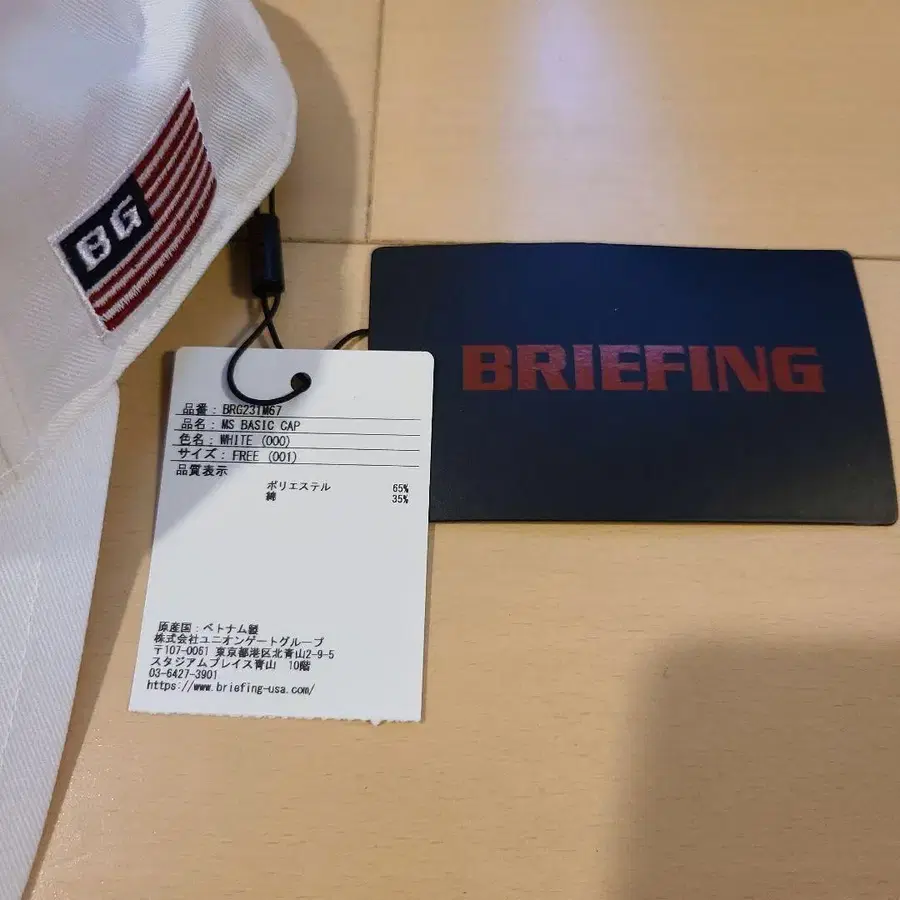 BG
BRIEFING
品番：BRG231M67
品名：MS BASIC CAP
色名：WHITE (000)
サイズ：FREE (001)
品質表示
ポリエステル 65%
綿 35%
原産国：ベトナム製
株式会社ユニオンゲートグループ
〒107-0061 東京都港区北青山2-9-5
スタジアムプレイス青山 10階
03-6427-3901
https://www.briefing-usa.com/